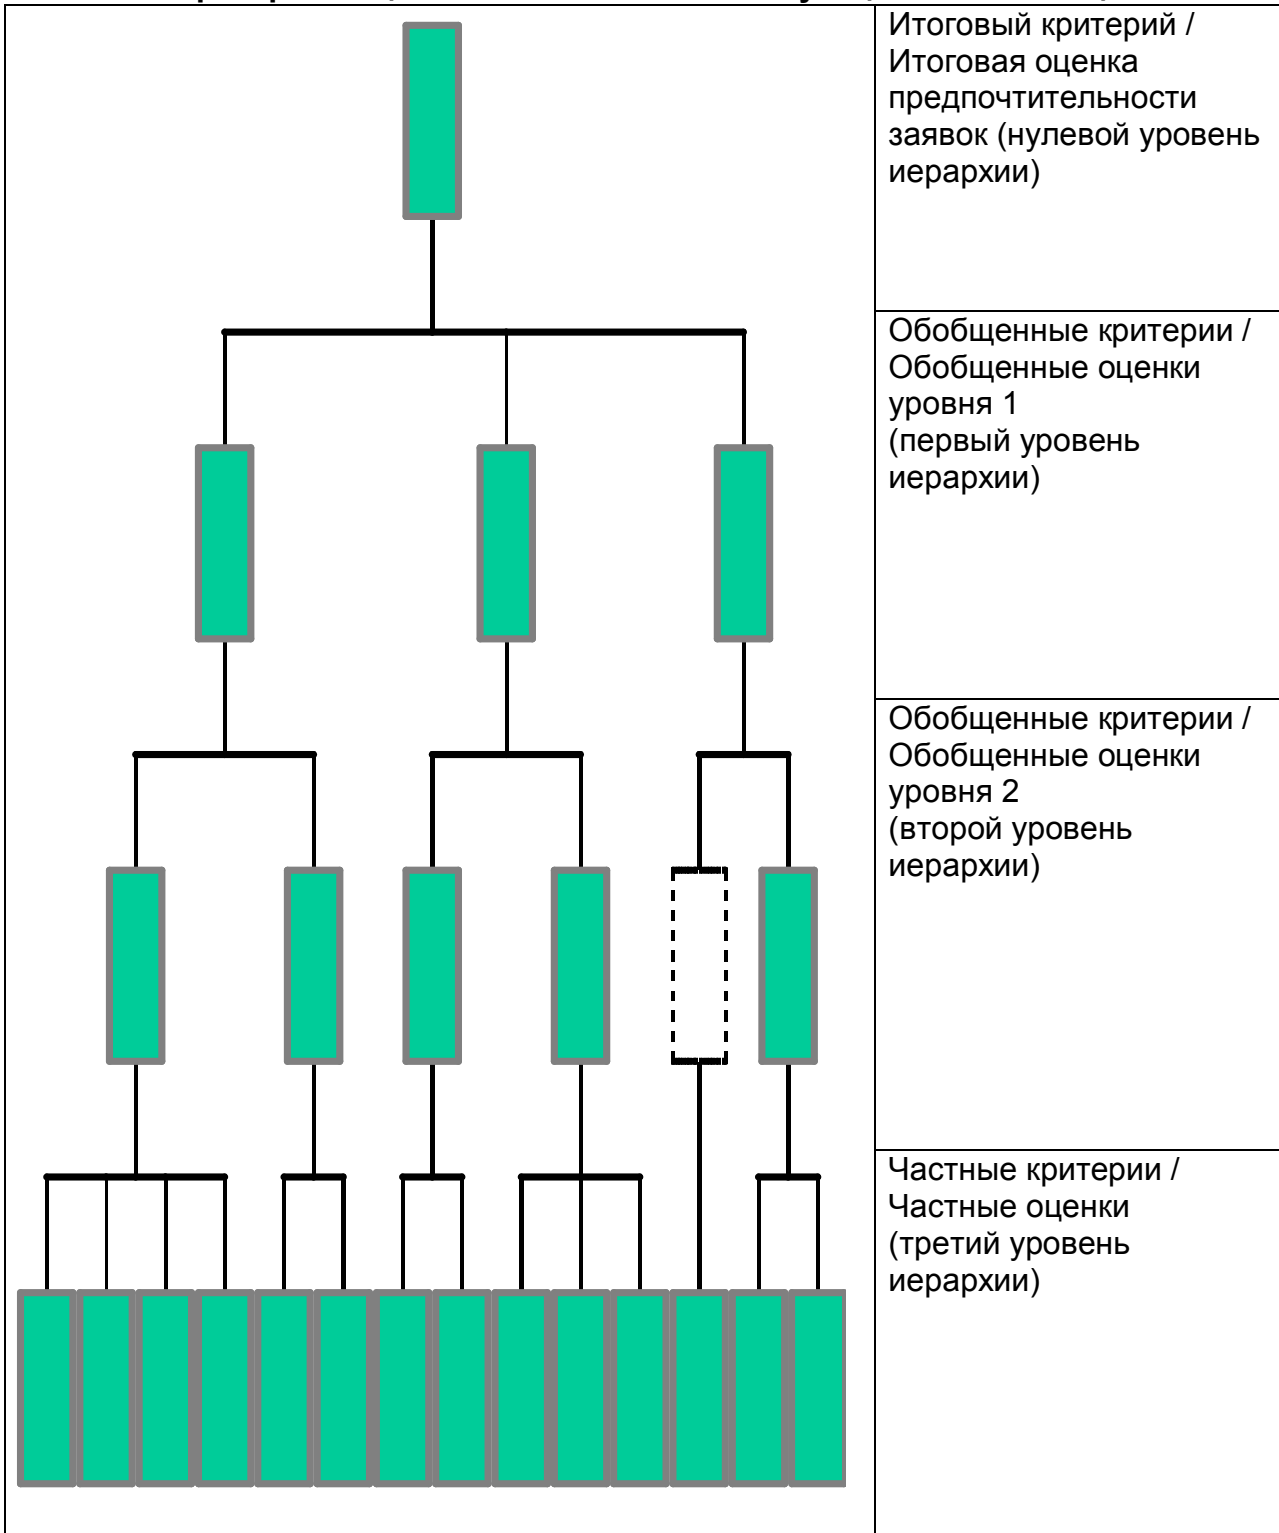 Итоговый критерий /
Итоговая оценка
предпочтительности
заявок (нулевой уровень
иерархии)
Обобщенные критерии /
Обобщенные оценки
уровня 1
(первый уровень
иерархии)
Обобщенные критерии /
Обобщенные оценки
уровня 2
(второй уровень
иерархии)
Частные критерии /
Частные оценки
(третий уровень
иерархии)